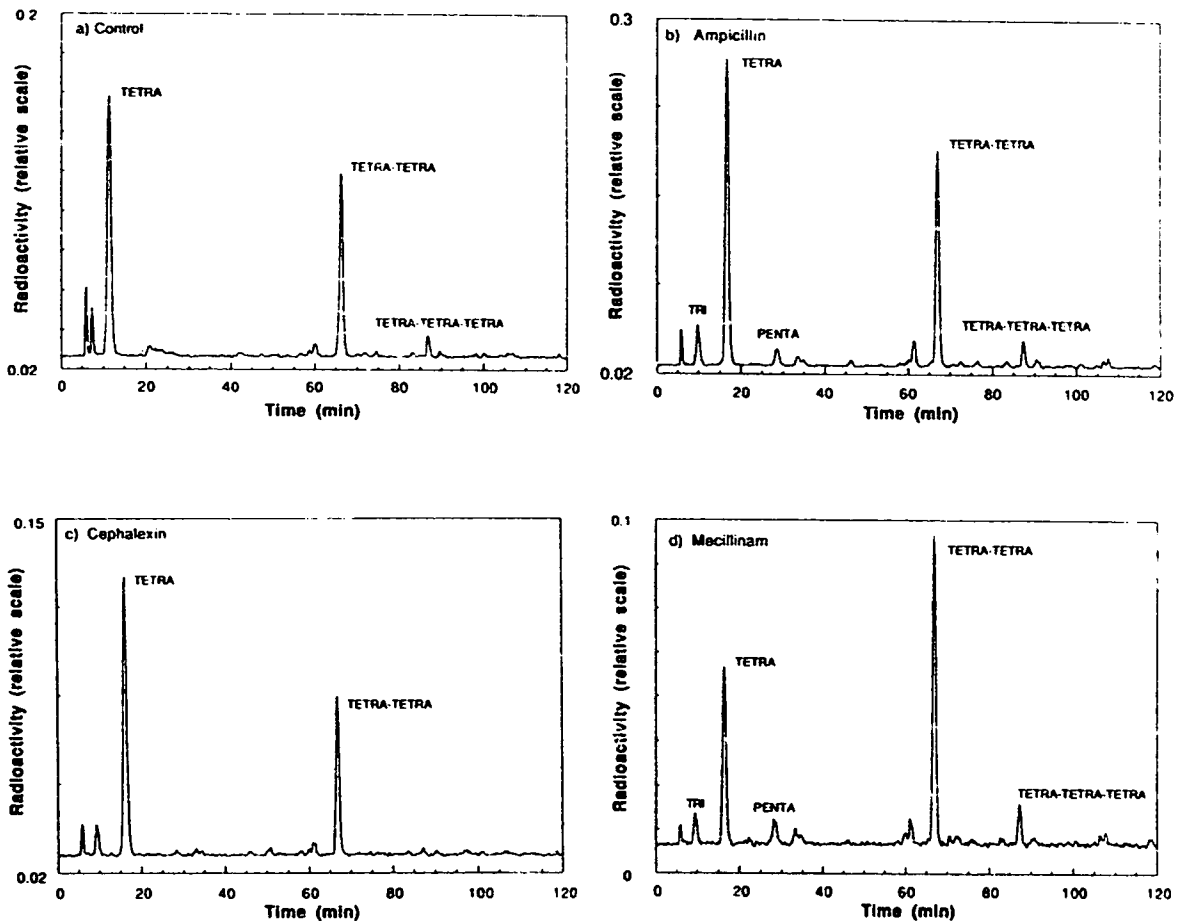 0.2
a) Control
TETRA
TETRA-TETRA
TETRA-TETRA-TETRA
Radioactivity (relative scale)
0.02
0 20 40 60 80 100 120
Time (min)
0.3
b) Ampicillin
TETRA
TETRA-TETRA
TRI
PENTA
TETRA-TETRA-TETRA
Radioactivity (relative scale)
0.02
0 20 40 60 80 100 120
Time (min)
0.15
c) Cephalexin
TETRA
TETRA-TETRA
Radioactivity (relative scale)
0.02
0 20 40 60 80 100 120
Time (min)
0.1
d) Mecillinam
TETRA-TETRA
TETRA
TRI
PENTA
TETRA-TETRA-TETRA
Radioactivity (relative scale)
0
0 20 40 60 80 100 120
Time (min)